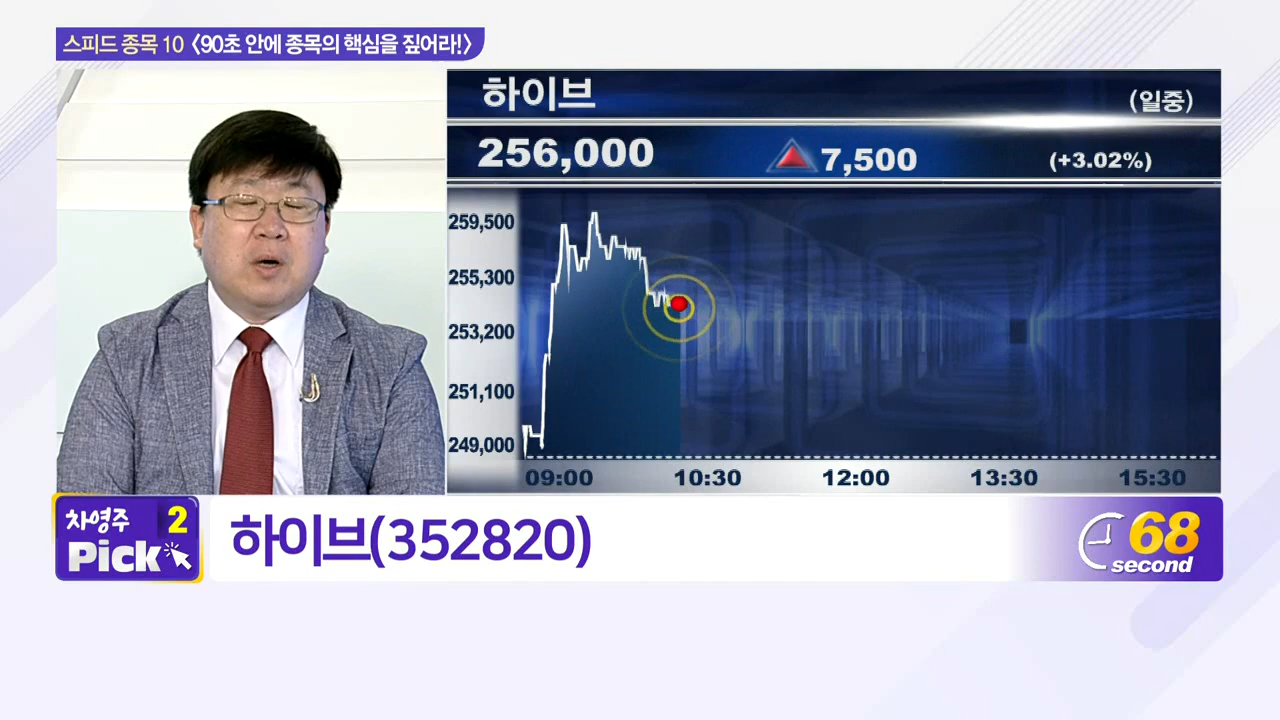 스피드 종목 10 <90초 안에 종목의 핵심을 짚어라!>
하이브
(일중)
256,000
7,500
(+3.02%)
259,500
255,300
253,200
251,100
249,000
09:00
10:30
12:00
13:30
15:30
차영주 2
Pick
하이브(352820)
68
second